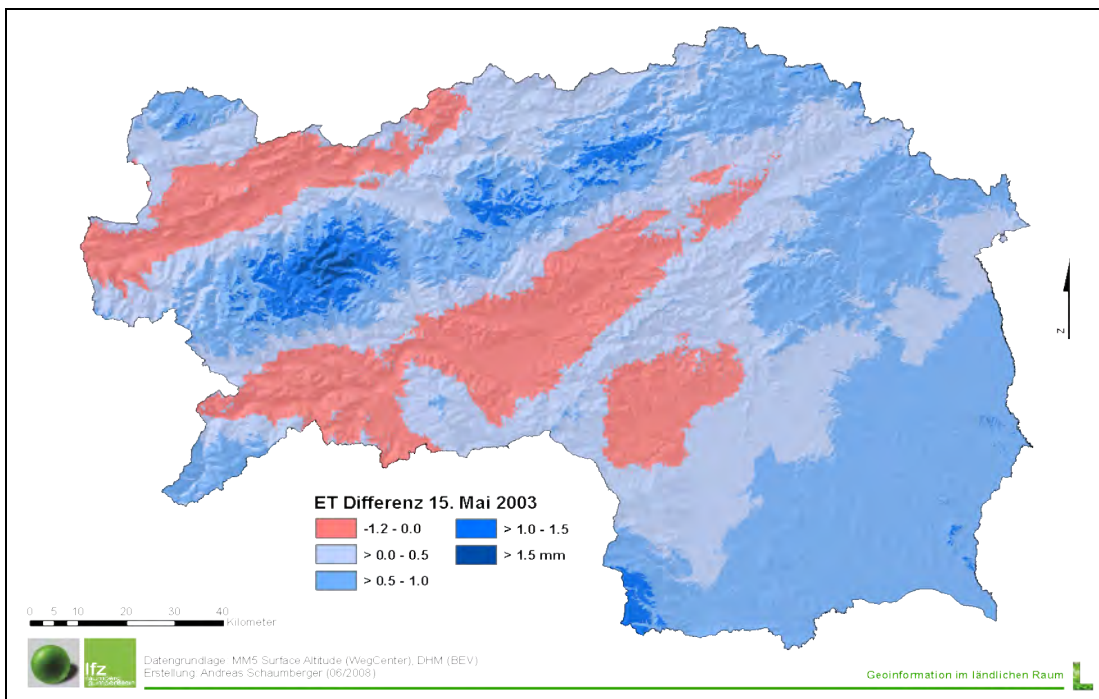 ET Differenz 15. Mai 2003
-1.2 - 0.0
> 0.0 - 0.5
> 0.5 - 1.0
> 1.0 - 1.5
> 1.5 mm
N
0 5 10 20 30 40
Kilometer
lfz
Datengrundlage: MM5 Surface Altitude (WegCenter), DHM (BEV)
Erstellung: Andreas Schaumberger (06/2008)
Geoinformation im ländlichen Raum